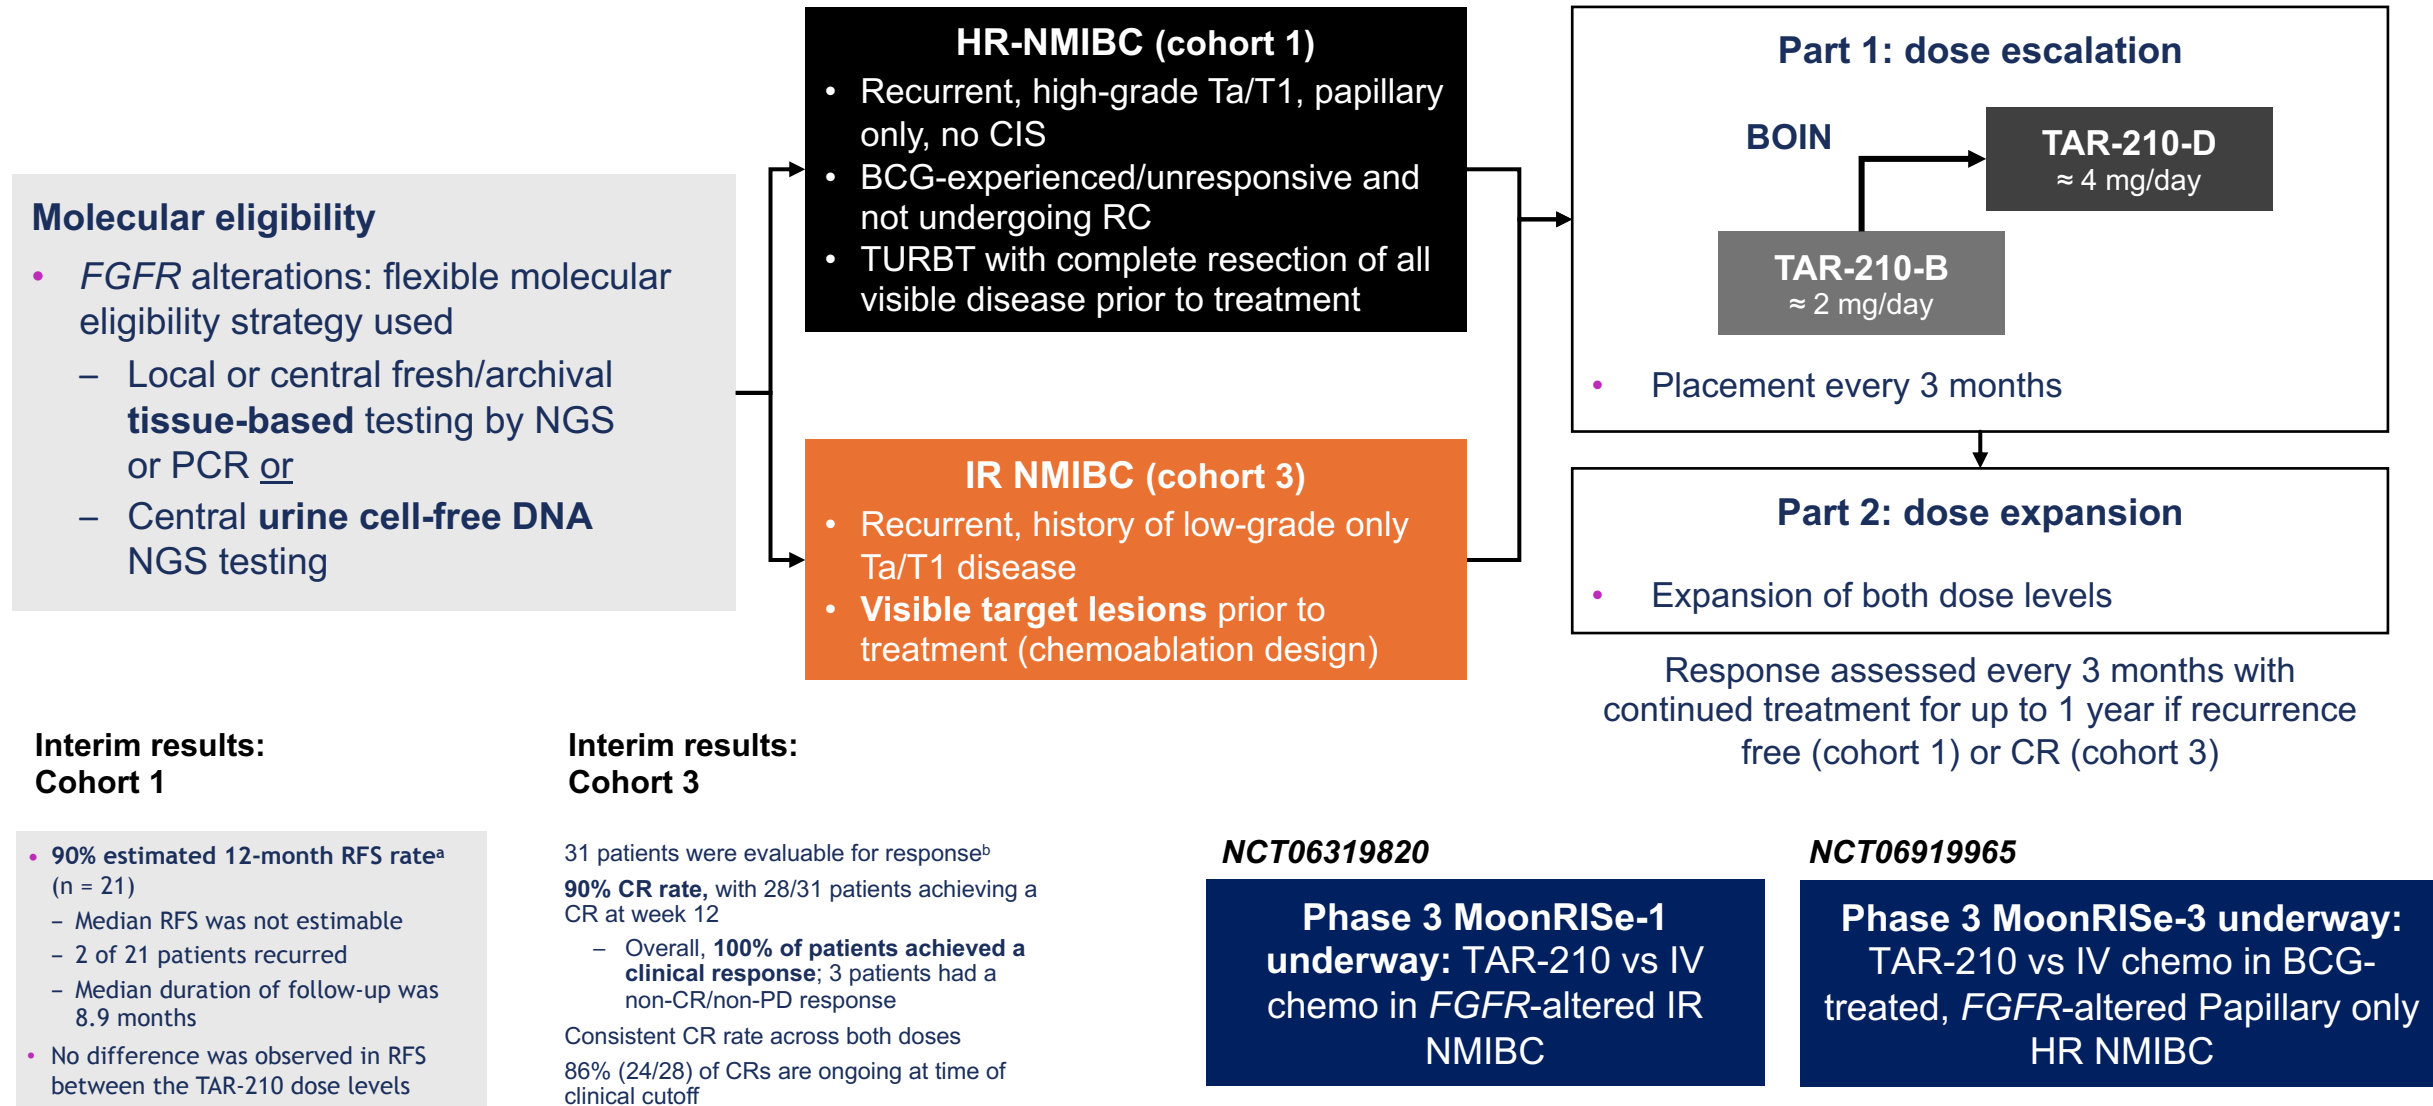 Molecular eligibility
• FGFR alterations: flexible molecular
eligibility strategy used
– Local or central fresh/archival
tissue-based testing by NGS
or PCR or
– Central urine cell-free DNA
NGS testing
HR-NMIBC (cohort 1)
• Recurrent, high-grade Ta/T1, papillary
only, no CIS
• BCG-experienced/unresponsive and
not undergoing RC
• TURBT with complete resection of all
visible disease prior to treatment
IR NMIBC (cohort 3)
• Recurrent, history of low-grade only
Ta/T1 disease
• Visible target lesions prior to
treatment (chemoablation design)
Part 1: dose escalation
BOIN
TAR-210-D
≈ 4 mg/day
TAR-210-B
≈ 2 mg/day
• Placement every 3 months
Part 2: dose expansion
• Expansion of both dose levels
Response assessed every 3 months with
continued treatment for up to 1 year if recurrence
free (cohort 1) or CR (cohort 3)
Interim results:
Cohort 1
• 90% estimated 12-month RFS rateᵃ
(n = 21)
– Median RFS was not estimable
– 2 of 21 patients recurred
– Median duration of follow-up was
8.9 months
• No difference was observed in RFS
between the TAR-210 dose levels
Interim results:
Cohort 3
31 patients were evaluable for responseᵇ
90% CR rate, with 28/31 patients achieving a
CR at week 12
– Overall, 100% of patients achieved a
clinical response; 3 patients had a
non-CR/non-PD response
Consistent CR rate across both doses
86% (24/28) of CRs are ongoing at time of
clinical cutoff
NCT06319820
Phase 3 MoonRISe-1
underway: TAR-210 vs IV
chemo in FGFR-altered IR
NMIBC
NCT06919965
Phase 3 MoonRISe-3 underway:
TAR-210 vs IV chemo in BCG-
treated, FGFR-altered Papillary only
HR NMIBC